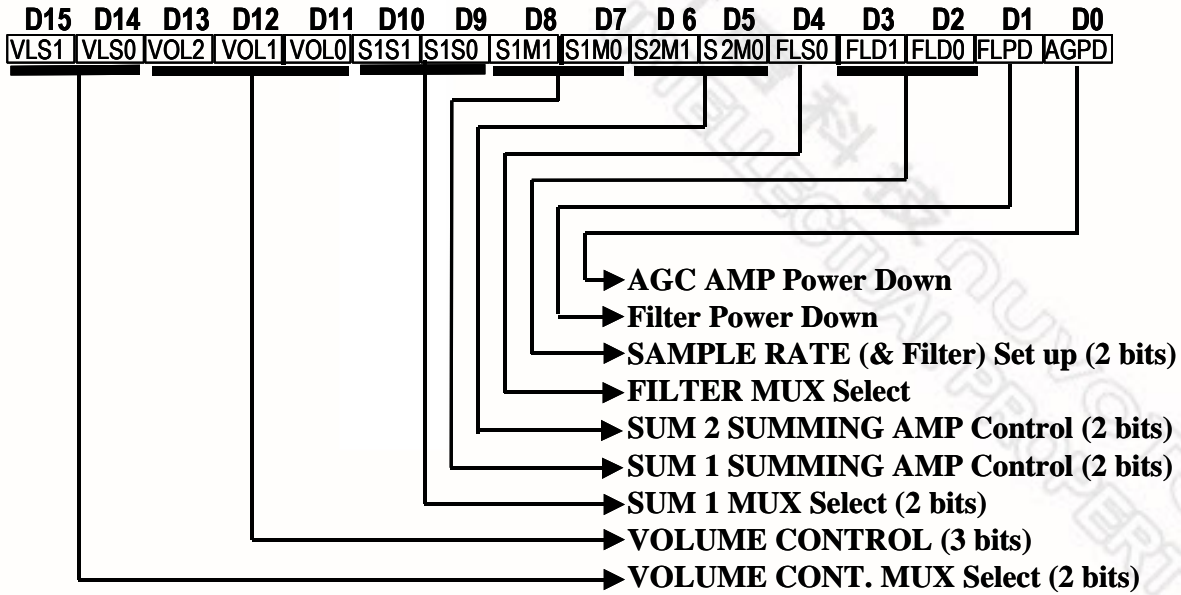 D15 D14 D13 D12 D11 D10 D9 D8 D7 D 6 D5 D4 D3 D2 D1 D0
VLS1 VLS0 VOL2 VOL1 VOL0 S1S1 S1S0 S1M1 S1M0 S2M1 S2M0 FLS0 FLD1 FLD0 FLPD AGPD
AGC AMP Power Down
Filter Power Down
SAMPLE RATE (& Filter) Set up (2 bits)
FILTER MUX Select
SUM 2 SUMMING AMP Control (2 bits)
SUM 1 SUMMING AMP Control (2 bits)
SUM 1 MUX Select (2 bits)
VOLUME CONTROL (3 bits)
VOLUME CONT. MUX Select (2 bits)